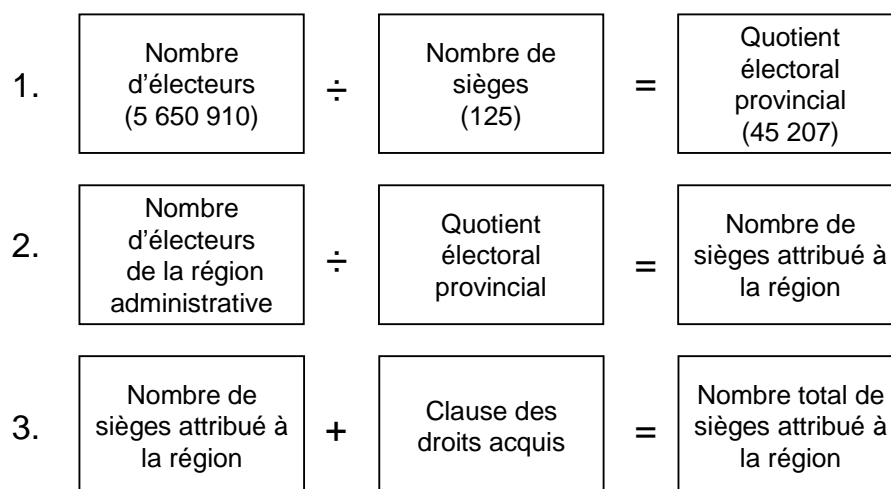 1.
Nombre
d'électeurs
(5 650 910)
÷
Nombre de
sièges
(125)
=
Quotient
électoral
provincial
(45 207)
2.
Nombre
d'électeurs
de la région
administrative
÷
Quotient
électoral
provincial
=
Nombre de
sièges attribué à
la région
3.
Nombre de
sièges attribué à
la région
+
Clause des
droits acquis
=
Nombre total de
sièges attribué à
la région